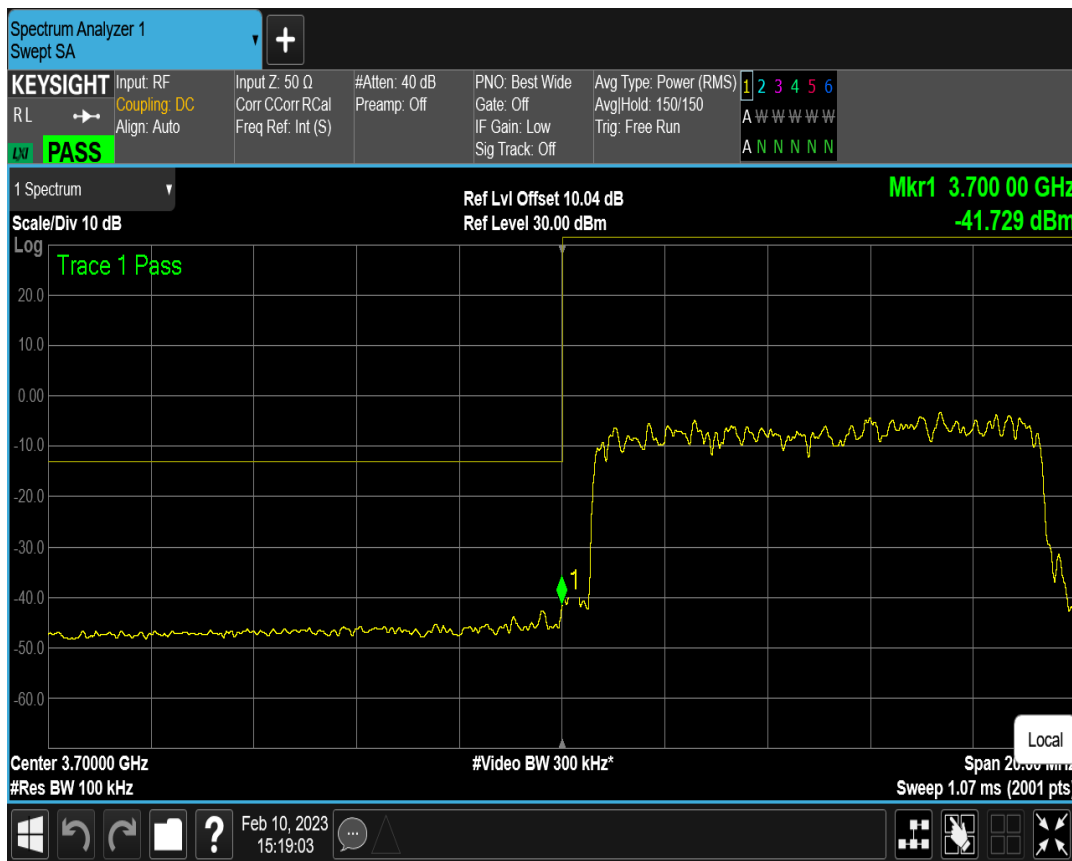 Spectrum Analyzer 1
Swept SA
+
KEYSIGHT
R L
LXI
PASS
Input: RF
Coupling: DC
Align: Auto
Input Z: 50 Ω
Corr CCorr RCal
Freq Ref: Int (S)
#Atten: 40 dB
Preamp: Off
PNO: Best Wide
Gate: Off
IF Gain: Low
Sig Track: Off
Avg Type: Power (RMS)
Avg|Hold: 150/150
Trig: Free Run
1 2 3 4 5 6
A W W W W W
A N N N N N
1 Spectrum
Scale/Div 10 dB
Ref Lvl Offset 10.04 dB
Ref Level 30.00 dBm
Mkr1 3.700 00 GHz
-41.729 dBm
Log
Trace 1 Pass
20.0
10.0
0.00
-10.0
-20.0
-30.0
-40.0
1
-50.0
-60.0
Local
Center 3.70000 GHz
#Video BW 300 kHz*
Span 20.00 MHz
#Res BW 100 kHz
Sweep 1.07 ms (2001 pts)
?
Feb 10, 2023
15:19:03